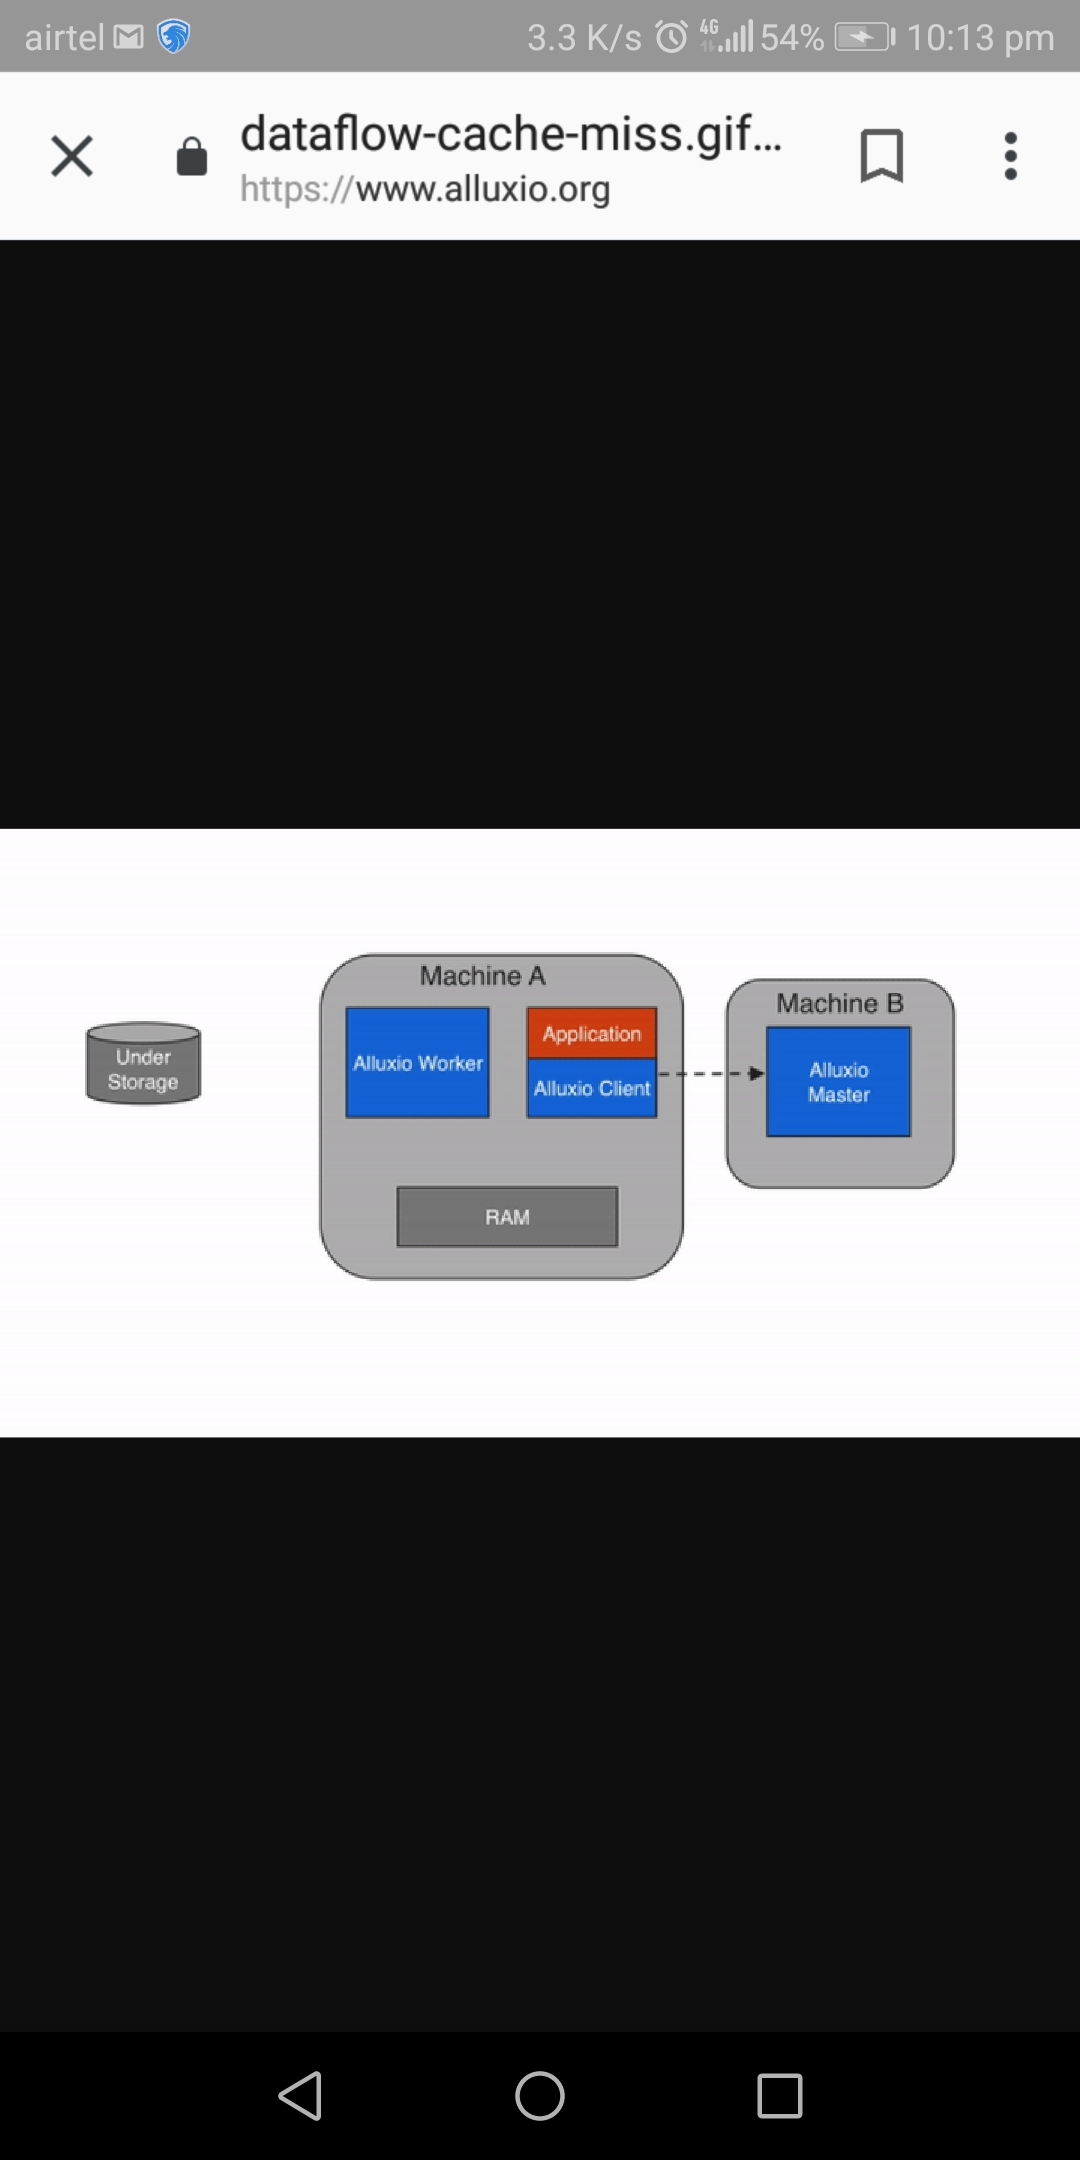 airtel 3.3 K/s 4G 54% 10:13 pm
dataflow-cache-miss.gif...
https://www.alluxio.org
Machine A
Machine B
Under
Storage
Alluxio Worker
Application
Alluxio Client
Alluxio
Master
RAM